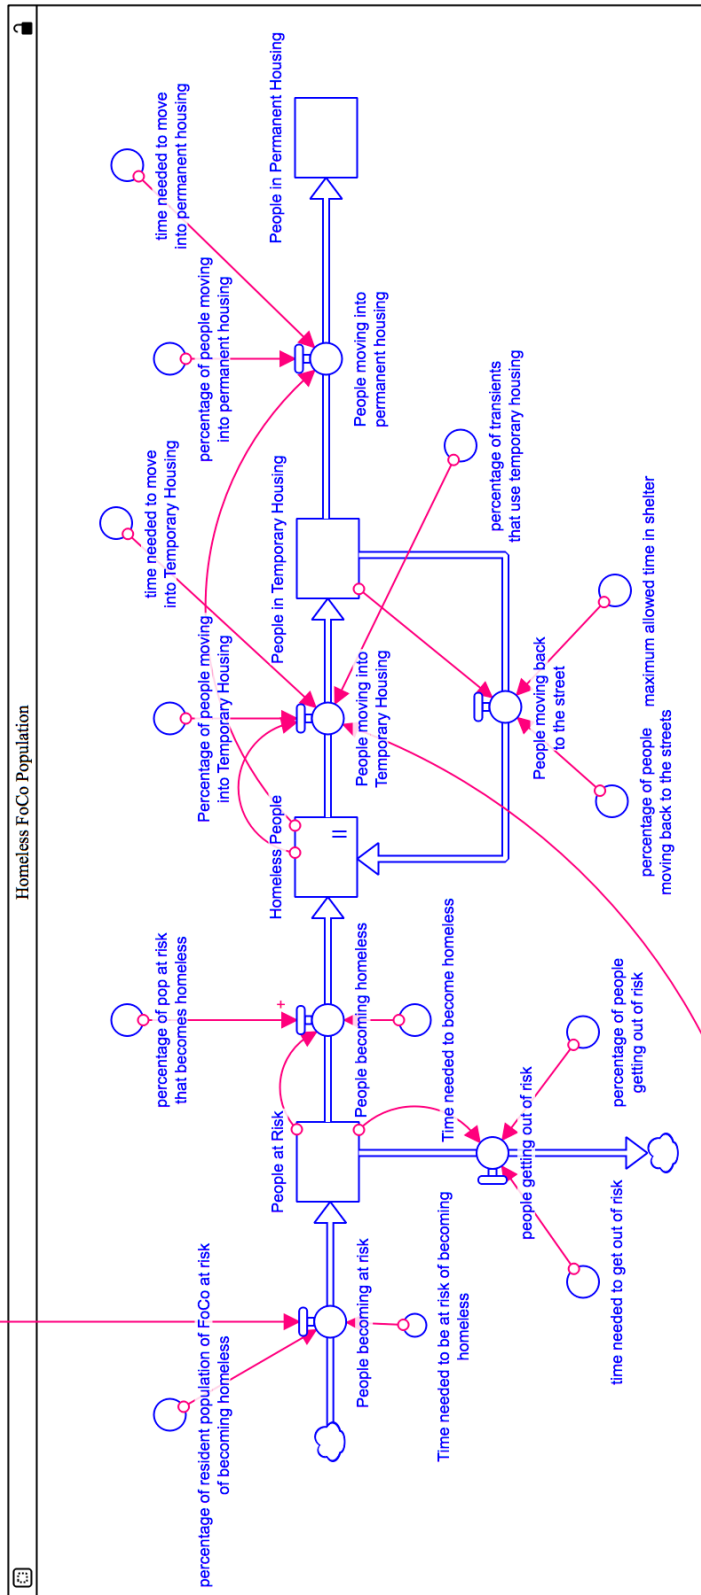 Homeless FoCo Population
percentage of resident population of FoCo at risk
of becoming homeless
People becoming at risk
Time needed to be at risk of becoming
homeless
People at Risk
percentage of pop at risk
that becomes homeless
+
People becoming homeless
Time needed to become homeless
people getting out of risk
time needed to get out of risk
percentage of people
getting out of risk
Homeless People
Percentage of people moving
into Temporary Housing
time needed to move
into Temporary Housing
People moving into
Temporary Housing
People in Temporary Housing
percentage of transients
that use temporary housing
People moving back
to the street
percentage of people
moving back to the streets
maximum allowed time in shelter
percentage of people moving
into permanent housing
time needed to move
into permanent housing
People moving into
permanent housing
People in Permanent Housing